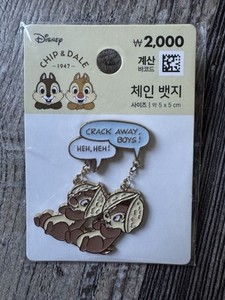 Disney
CHIP & DALE
-1947-
₩2,000
계산
바코드
체인 뱃지
사이즈 | 약 5 x 5 cm
CRACK AWAY,
BOYS!
HEH, HEH!